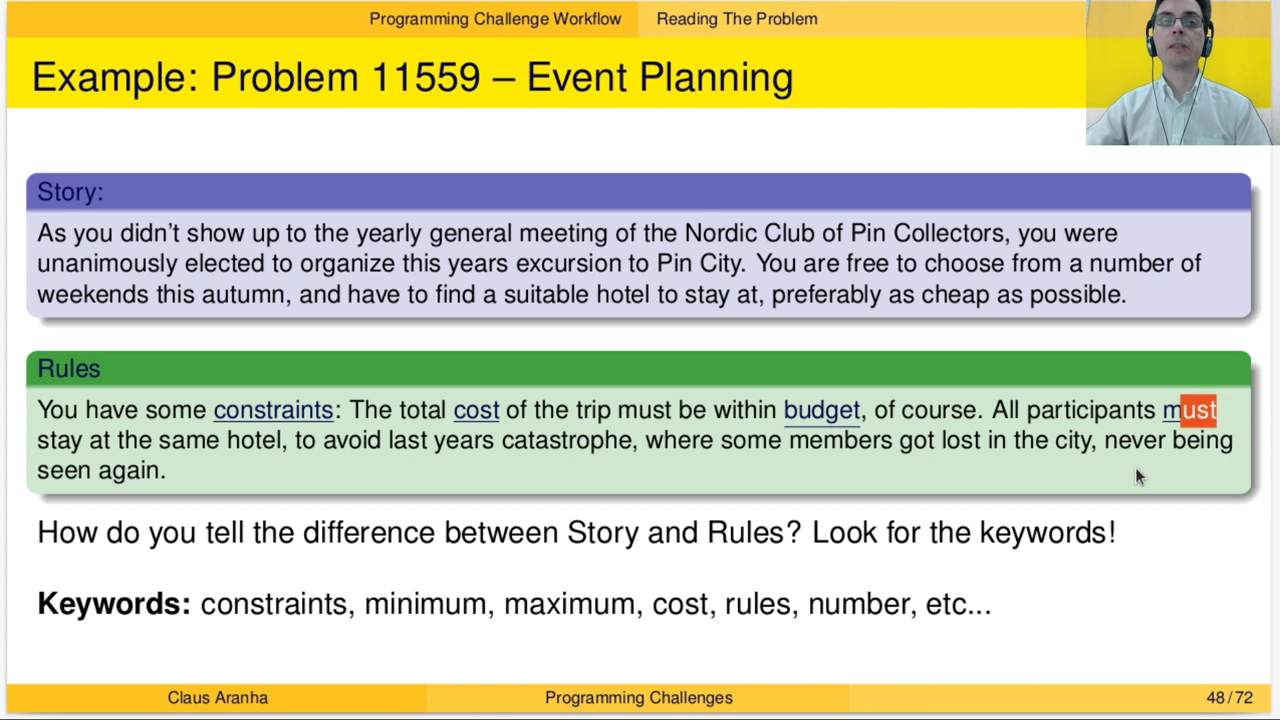 Programming Challenge Workflow Reading The Problem
Example: Problem 11559 – Event Planning
Story:
As you didn't show up to the yearly general meeting of the Nordic Club of Pin Collectors, you were
unanimously elected to organize this years excursion to Pin City. You are free to choose from a number of
weekends this autumn, and have to find a suitable hotel to stay at, preferably as cheap as possible.
Rules
You have some constraints: The total cost of the trip must be within budget, of course. All participants must
stay at the same hotel, to avoid last years catastrophe, where some members got lost in the city, never being
seen again.
How do you tell the difference between Story and Rules? Look for the keywords!
Keywords: constraints, minimum, maximum, cost, rules, number, etc...
Claus Aranha Programming Challenges 48/72